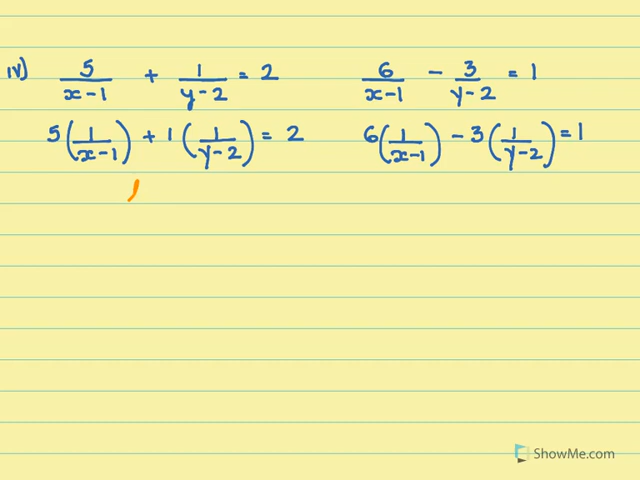 iv) 5/(x-1) + 1/(y-2) = 2 6/(x-1) - 3/(y-2) = 1
5(1/(x-1)) + 1(1/(y-2)) = 2 6(1/(x-1)) - 3(1/(y-2)) = 1
ShowMe.com